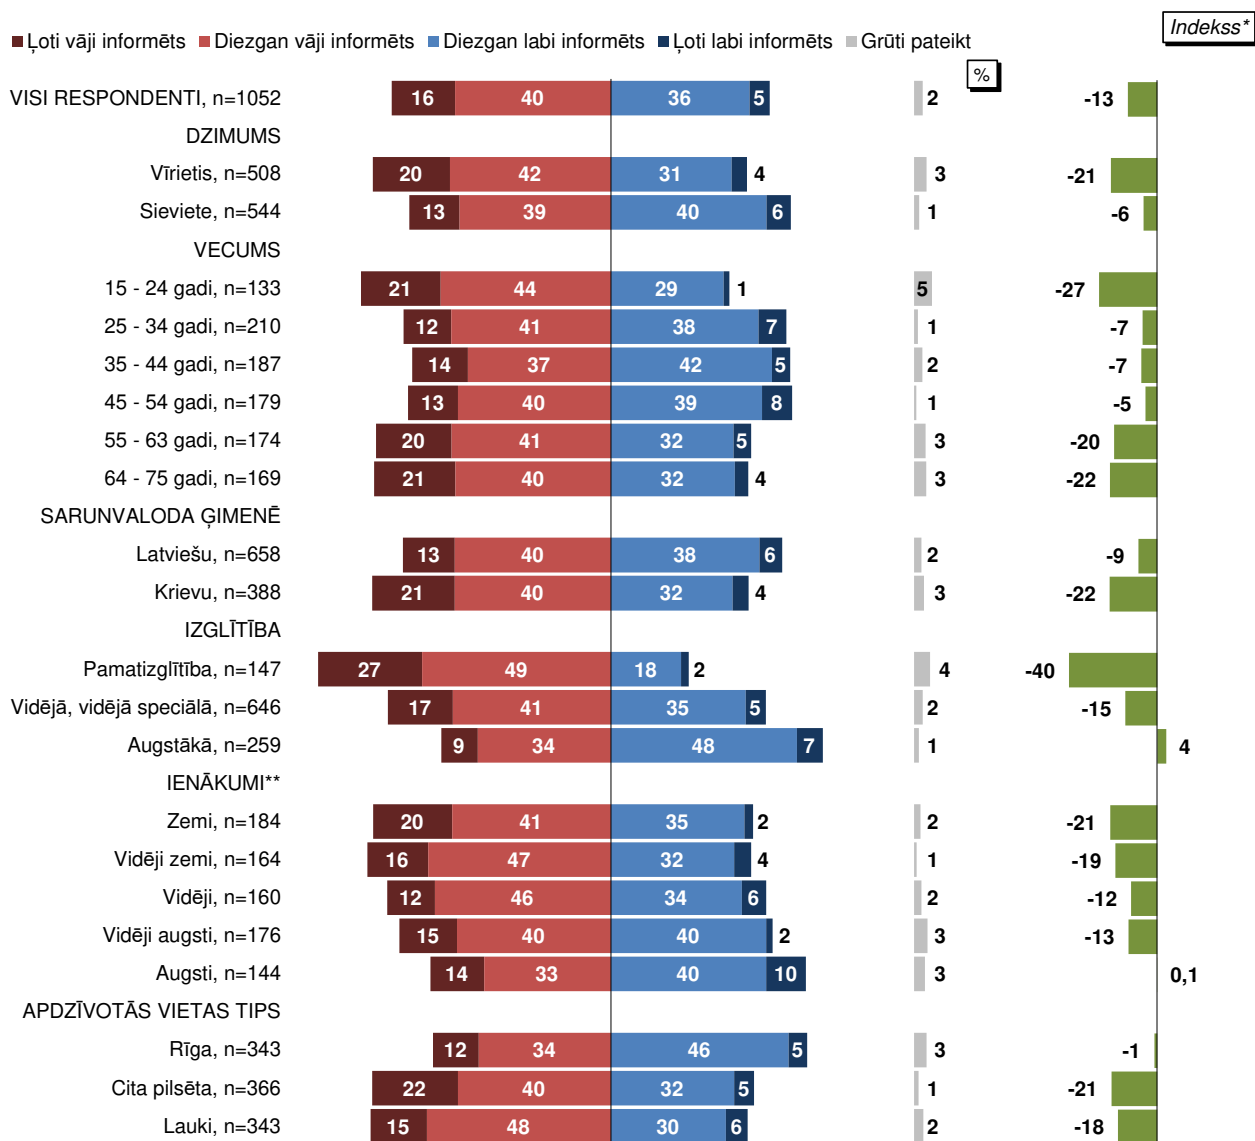 Indekss*
Ļoti vāji informēts Diezgan vāji informēts Diezgan labi informēts Ļoti labi informēts Grūti pateikt
%
VISI RESPONDENTI, n=1052 16 40 36 5 2 -13
DZIMUMS
Vīrietis, n=508 20 42 31 4 3 -21
Sieviete, n=544 13 39 40 6 1 -6
VECUMS
15 - 24 gadi, n=133 21 44 29 1 5 -27
25 - 34 gadi, n=210 12 41 38 7 1 -7
35 - 44 gadi, n=187 14 37 42 5 2 -7
45 - 54 gadi, n=179 13 40 39 8 1 -5
55 - 63 gadi, n=174 20 41 32 5 3 -20
64 - 75 gadi, n=169 21 40 32 4 3 -22
SARUNVALODA ĢIMENĒ
Latviešu, n=658 13 40 38 6 2 -9
Krievu, n=388 21 40 32 4 3 -22
IZGLĪTĪBA
Pamatizglītība, n=147 27 49 18 2 4 -40
Vidējā, vidējā speciālā, n=646 17 41 35 5 2 -15
Augstākā, n=259 9 34 48 7 1 4
IENĀKUMI**
Zemi, n=184 20 41 35 2 2 -21
Vidēji zemi, n=164 16 47 32 4 1 -19
Vidēji, n=160 12 46 34 6 2 -12
Vidēji augsti, n=176 15 40 40 2 3 -13
Augsti, n=144 14 33 40 10 3 0,1
APDZĪVOTĀS VIETAS TIPS
Rīga, n=343 12 34 46 5 3 -1
Cita pilsēta, n=366 22 40 32 5 1 -21
Lauki, n=343 15 48 30 6 2 -18